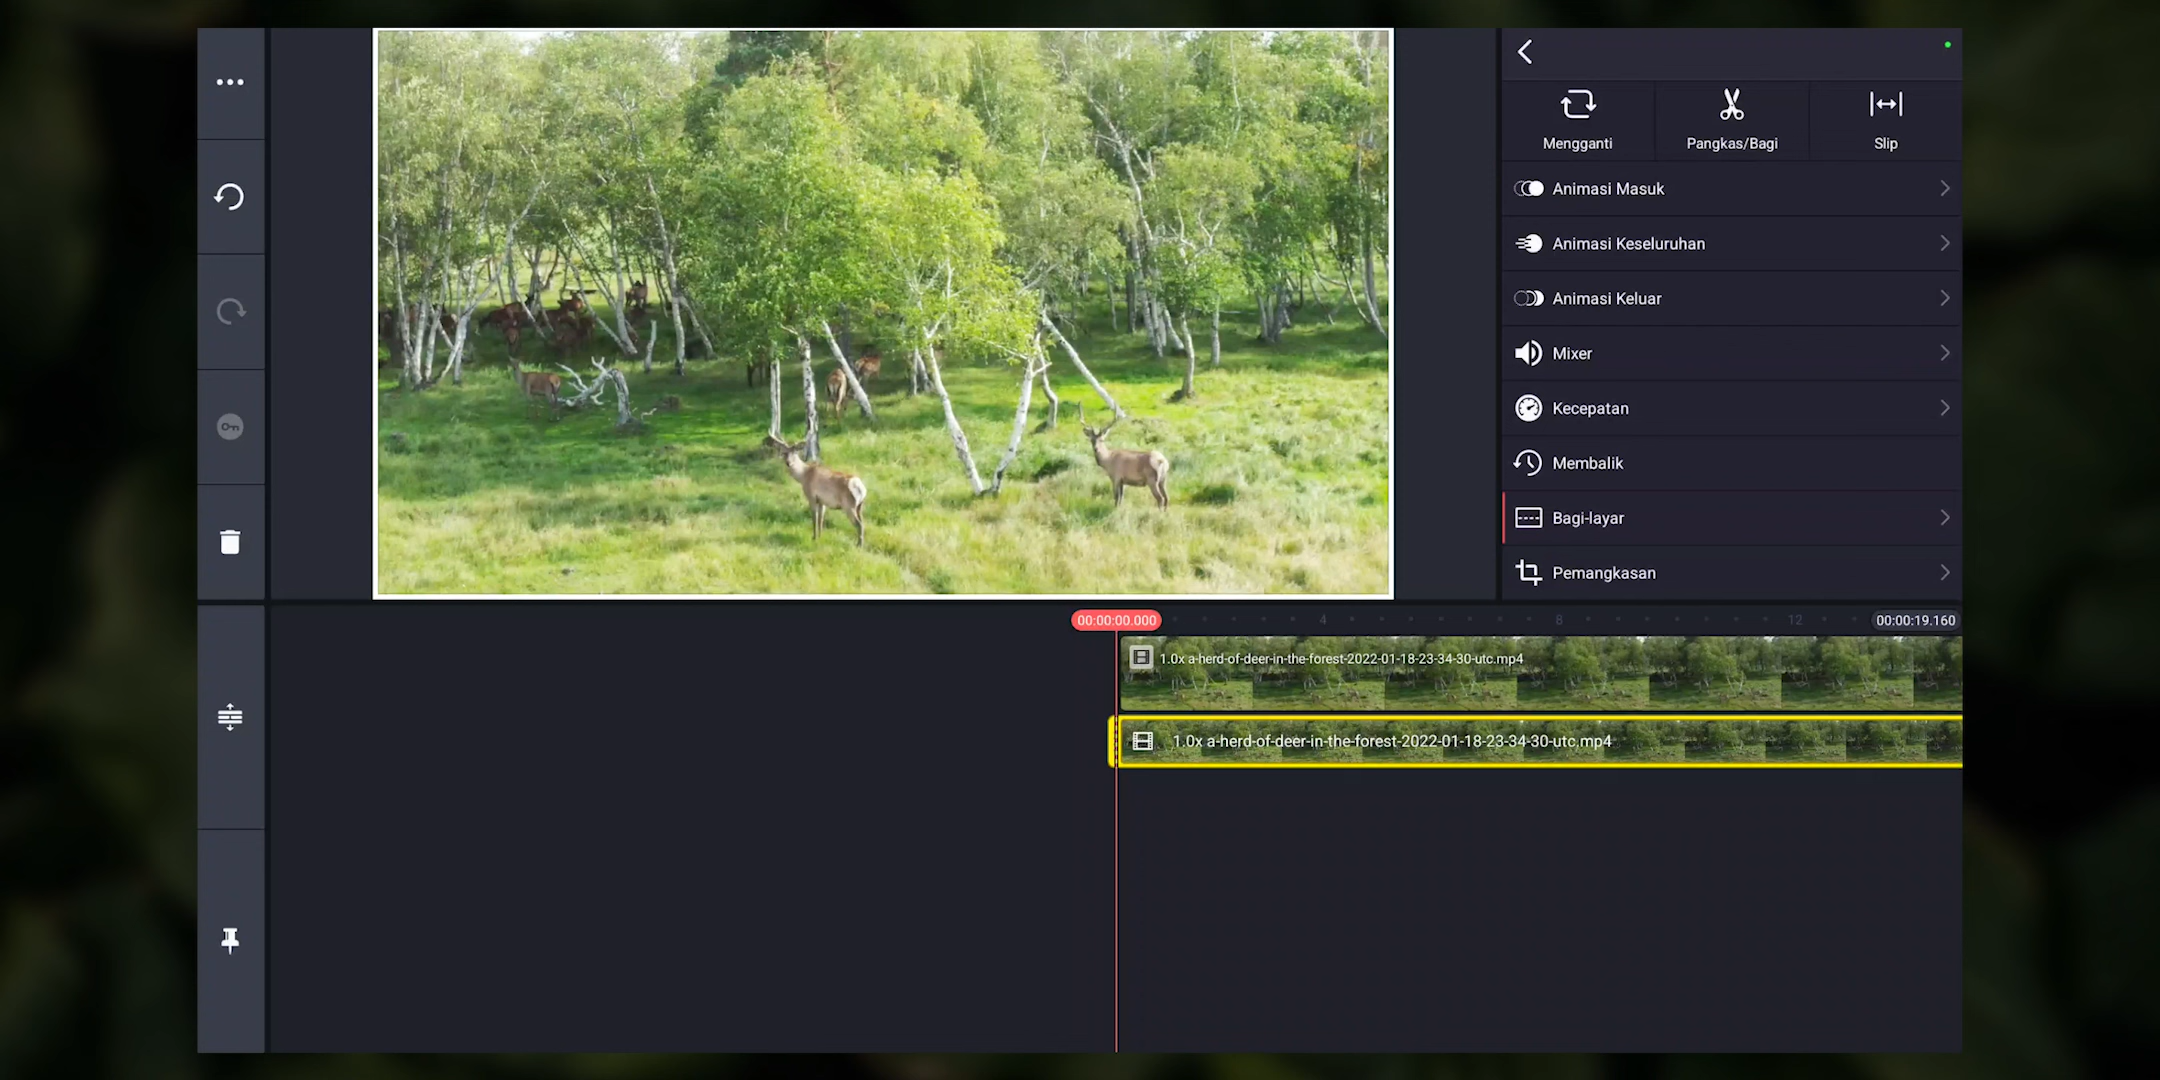 Mengganti
Pangkas/Bagi
Slip
Animasi Masuk
Animasi Keseluruhan
Animasi Keluar
Mixer
Kecepatan
Membalik
Bagi-layar
Pemangkasan
00:00:00.000
4
8
12
00:00:19.160
1.0x a-herd-of-deer-in-the-forest-2022-01-18-23-34-30-utc.mp4
1.0x a-herd-of-deer-in-the-forest-2022-01-18-23-34-30-utc.mp4